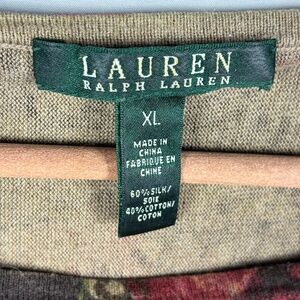 LAUREN
RALPH LAUREN
XL
MADE IN
CHINA
FABRIQUE EN
CHINE
60% SILK/
SOIE
40% COTTON/
COTON